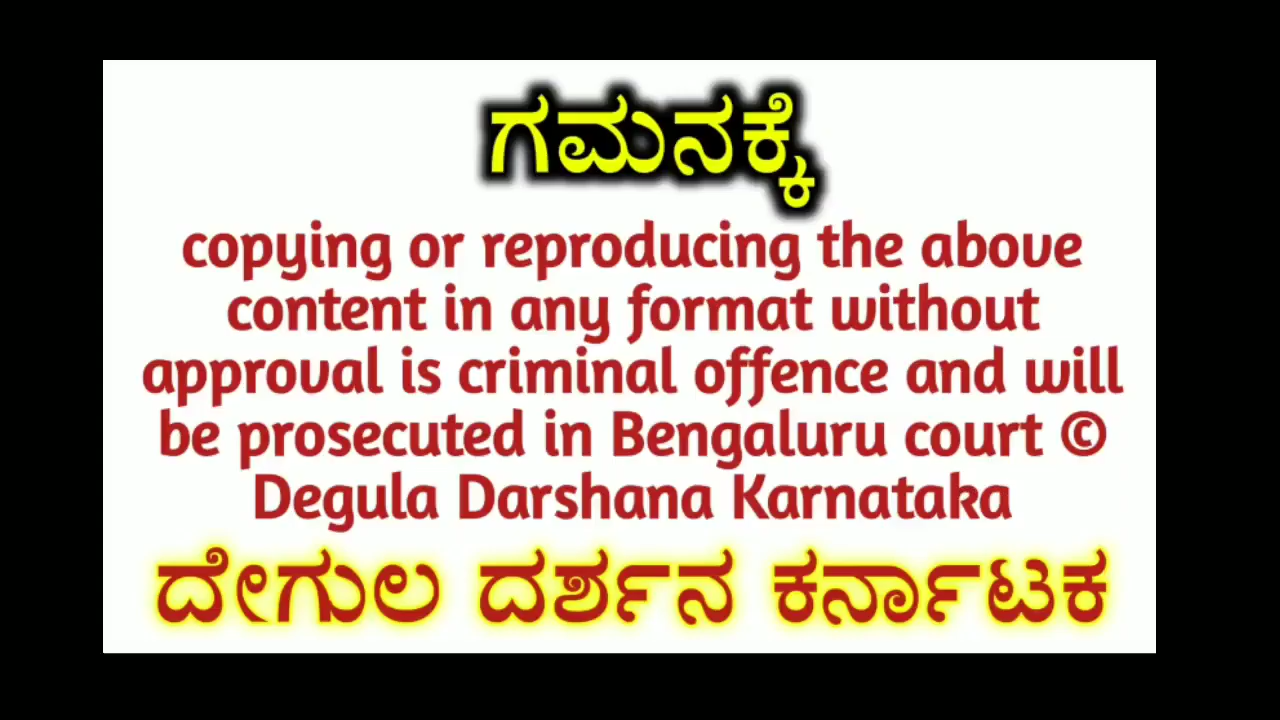 ಗಮನಕ್ಕೆ
copying or reproducing the above
content in any format without
approval is criminal offence and will
be prosecuted in Bengaluru court ©
Degula Darshana Karnataka
ದೇಗುಲ ದರ್ಶನ ಕರ್ನಾಟಕ